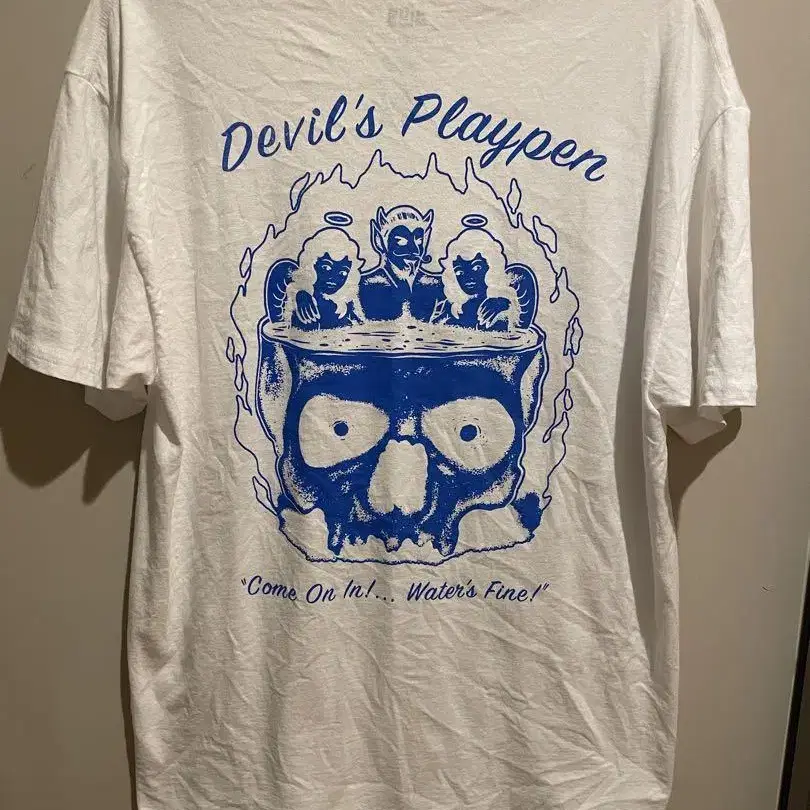 Devil's Playpen
"Come On In!... Water's Fine!"